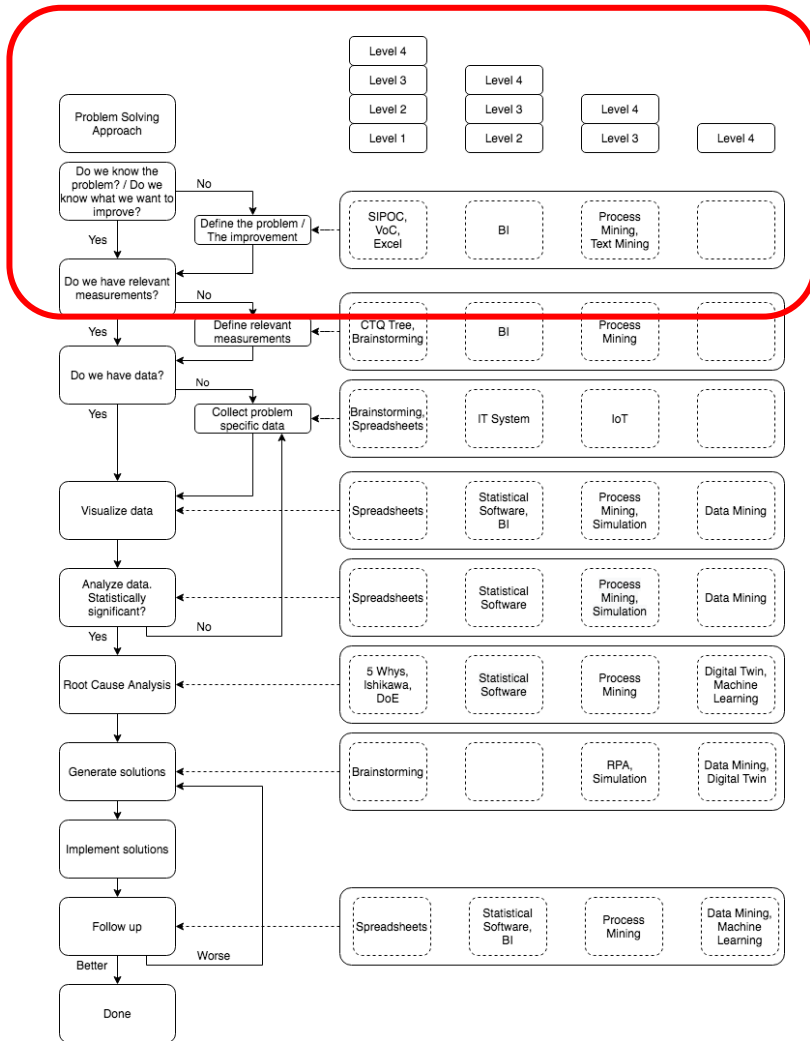 Level 4
Level 3
Level 4
Problem Solving
Approach
Level 2
Level 3
Level 4
Level 1
Level 2
Level 3
Level 4
Do we know the
problem? / Do we
know what we want to
improve?
No
Yes
Define the problem /
The improvement
SIPOC,
VoC,
Excel
BI
Process
Mining,
Text Mining
Do we have relevant
measurements?
No
Yes
Define relevant
measurements
CTQ Tree,
Brainstorming
BI
Process
Mining
Do we have data?
No
Yes
Collect problem
specific data
Brainstorming,
Spreadsheets
IT System
IoT
Visualize data
Spreadsheets
Statistical
Software,
BI
Process
Mining,
Simulation
Data Mining
Analyze data.
Statistically
significant?
No
Yes
Spreadsheets
Statistical
Software
Process
Mining,
Simulation
Data Mining
Root Cause Analysis
5 Whys,
Ishikawa,
DoE
Statistical
Software
Process
Mining
Digital Twin,
Machine
Learning
Generate solutions
Brainstorming
RPA,
Simulation
Data Mining,
Digital Twin
Implement solutions
Follow up
Worse
Better
Spreadsheets
Statistical
Software,
BI
Process
Mining
Data Mining,
Machine
Learning
Done